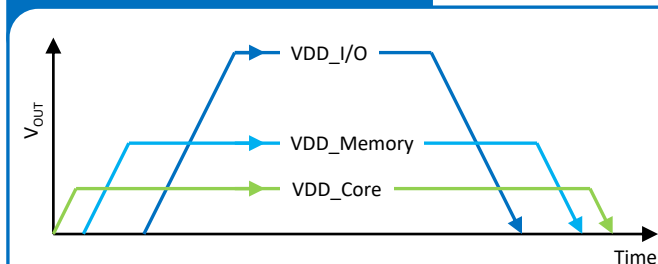 VOUT
VDD_I/O
VDD_Memory
VDD_Core
Time